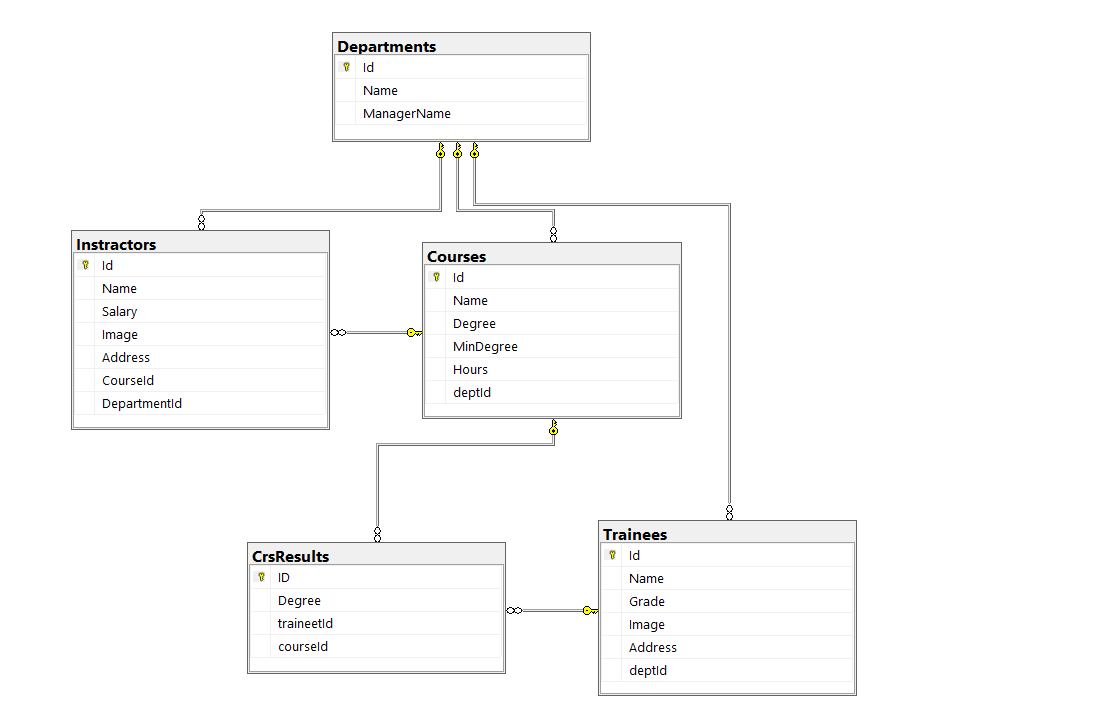 Departments
Id
Name
ManagerName
Instractors
Id
Name
Salary
Image
Address
CourseId
DepartmentId
Courses
Id
Name
Degree
MinDegree
Hours
deptId
CrsResults
ID
Degree
traineetId
courseId
Trainees
Id
Name
Grade
Image
Address
deptId